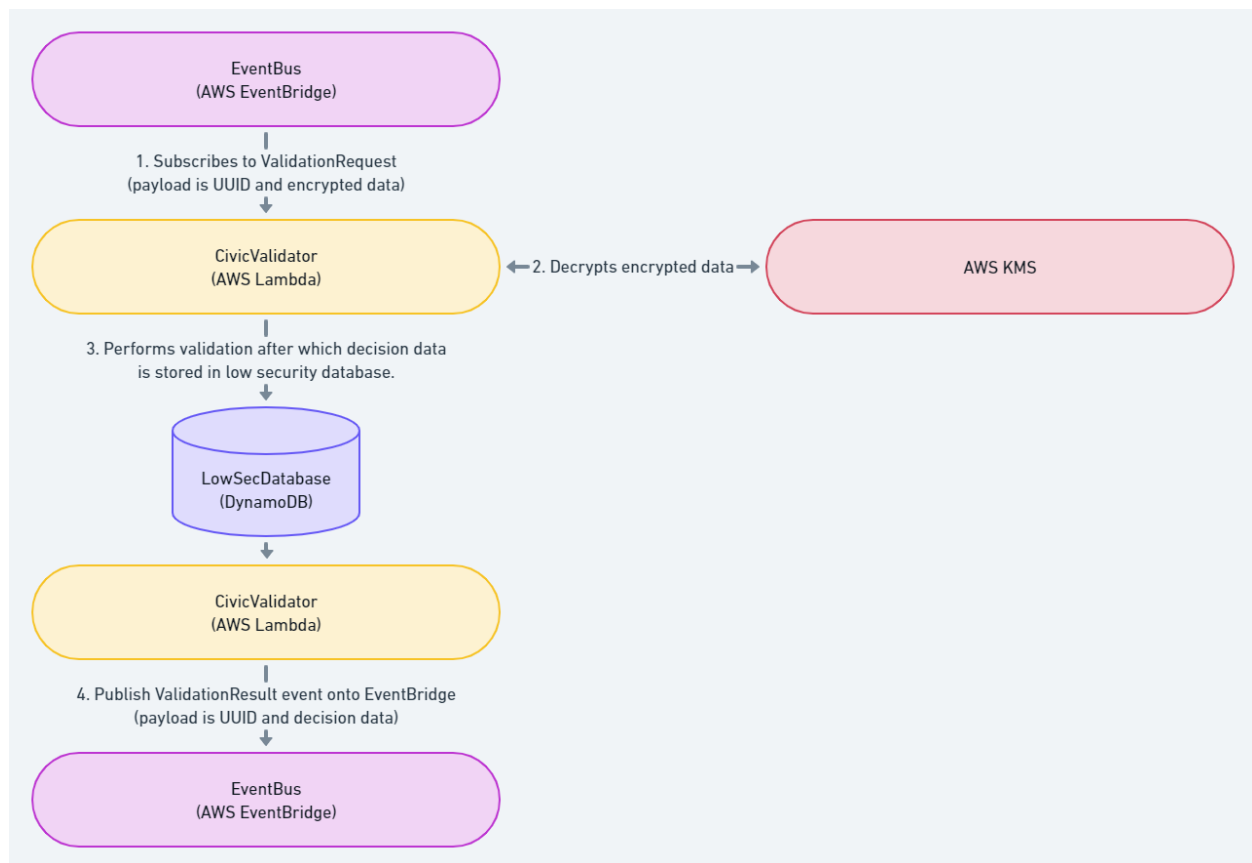 EventBus
(AWS EventBridge)
1. Subscribes to ValidationRequest
(payload is UUID and encrypted data)
CivicValidator
(AWS Lambda)
2. Decrypts encrypted data
AWS KMS
3. Performs validation after which decision data
is stored in low security database.
LowSecDatabase
(DynamoDB)
CivicValidator
(AWS Lambda)
4. Publish ValidationResult event onto EventBridge
(payload is UUID and decision data)
EventBus
(AWS EventBridge)